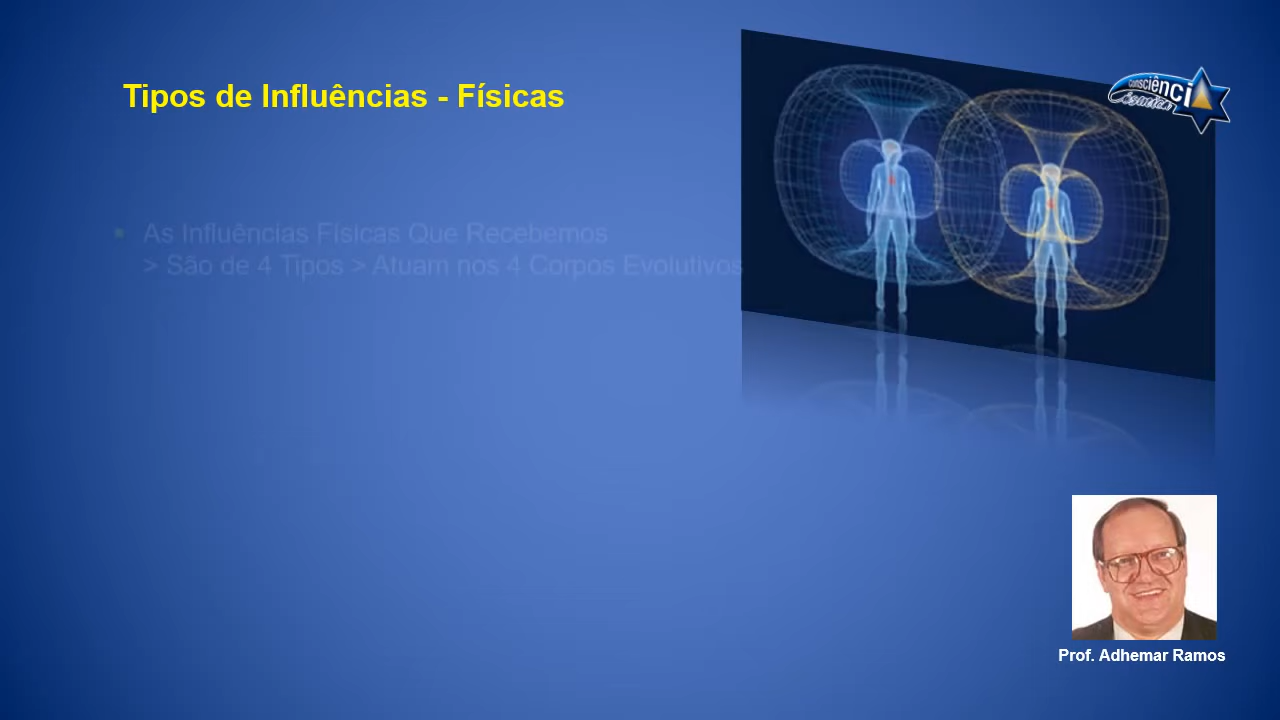 Tipos de Influências - Físicas
consciênci
As Influências Físicas Que Recebemos
> São de 4 Tipos > Atuam nos 4 Corpos Evolutivos
Prof. Adhemar Ramos